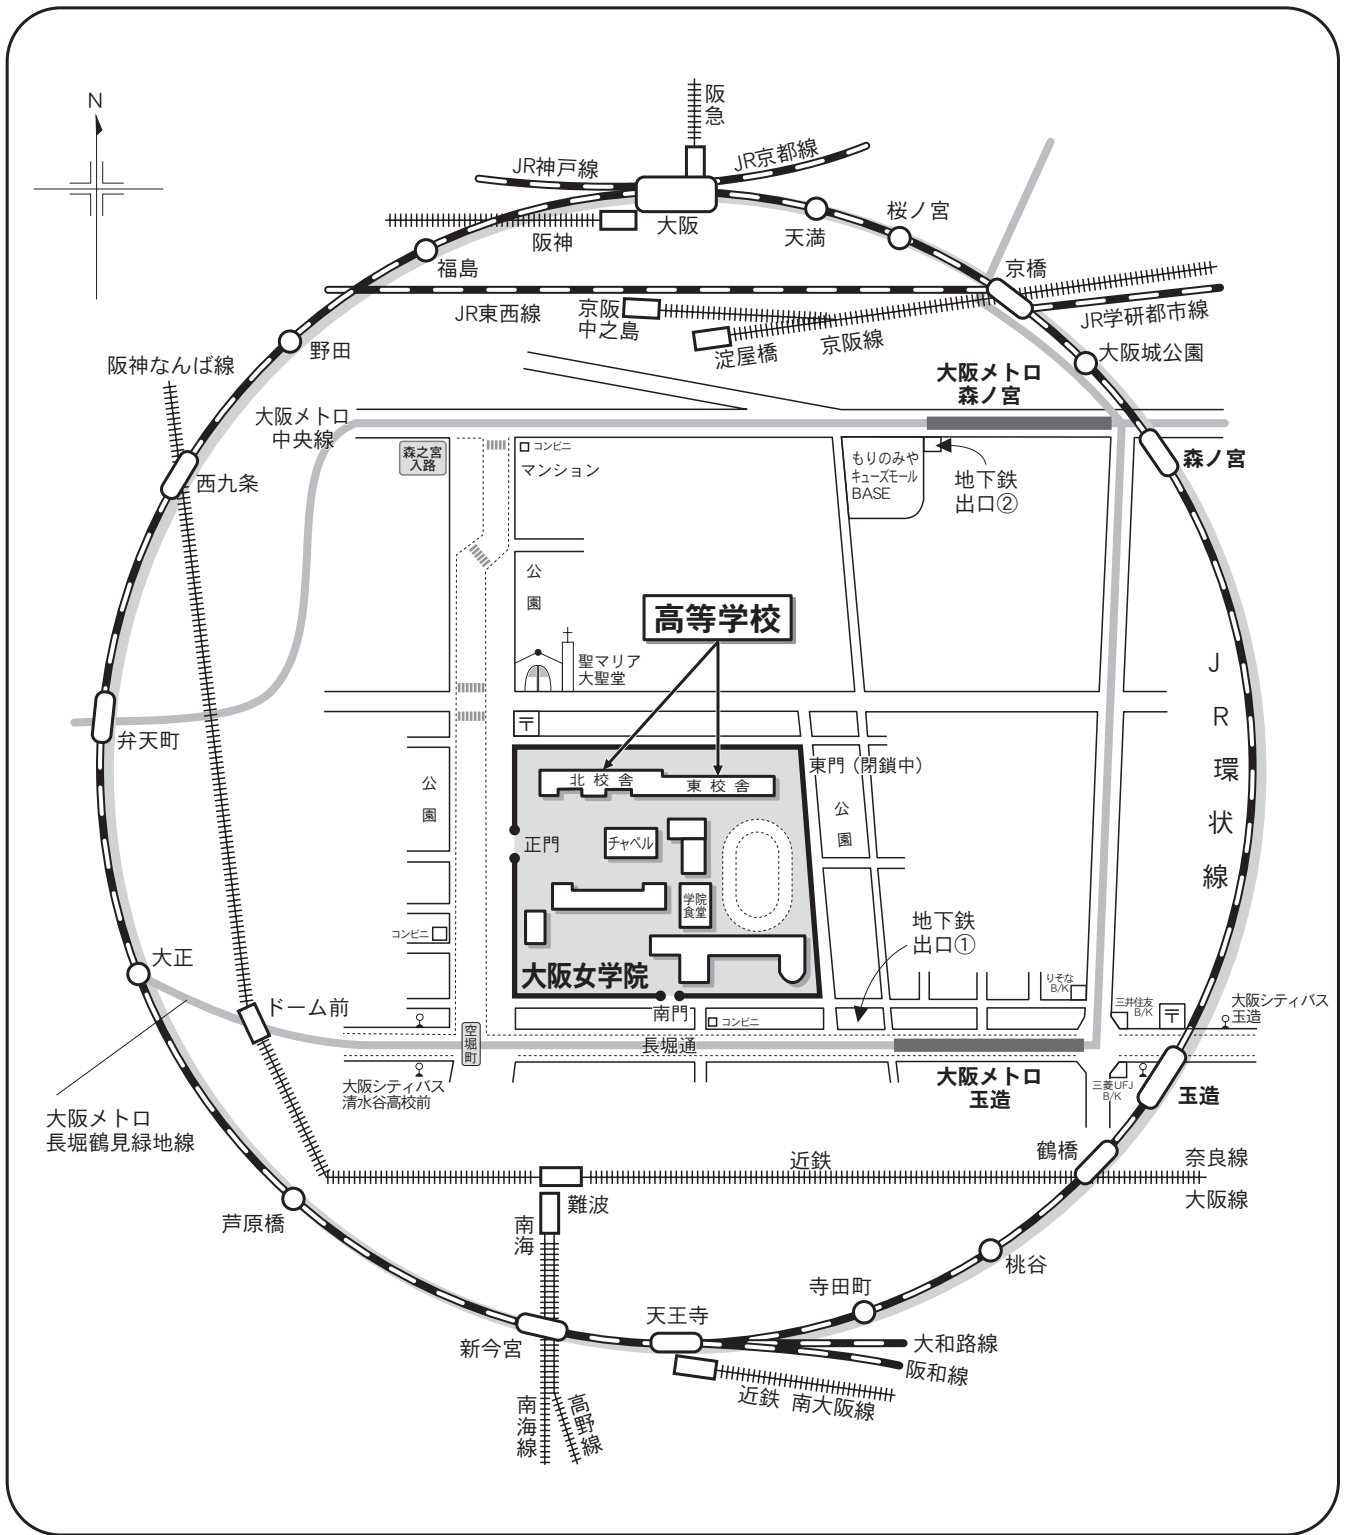 N
阪急
JR神戸線
JR京都線
大阪
阪神
天満
桜ノ宮
福島
京橋
JR東西線
京阪
中之島
淀屋橋
京阪線
JR学研都市線
野田
大阪城公園
阪神なんば線
大阪メトロ
森ノ宮
大阪メトロ
中央線
森之宮
入路
コンビニ
マンション
もりのみや
キューズモール
BASE
地下鉄
出口②
森ノ宮
西九条
公園
高等学校
聖マリア
大聖堂
〒
JR環状線
弁天町
東門（閉鎖中）
北校舎
東校舎
公園
公園
正門
チャペル
学院
食堂
コンビニ
地下鉄
出口①
大阪女学院
大正
ドーム前
南門
コンビニ
りそな
B/K
三井住友
B/K
〒
大阪シティバス
玉造
空堀町
長堀通
大阪シティバス
清水谷高校前
大阪メトロ
玉造
三菱UFJ
B/K
玉造
大阪メトロ
長堀鶴見緑地線
鶴橋
近鉄
奈良線
大阪線
難波
南海
芦原橋
桃谷
寺田町
天王寺
新今宮
大和路線
阪和線
近鉄 南大阪線
南海線
高野線